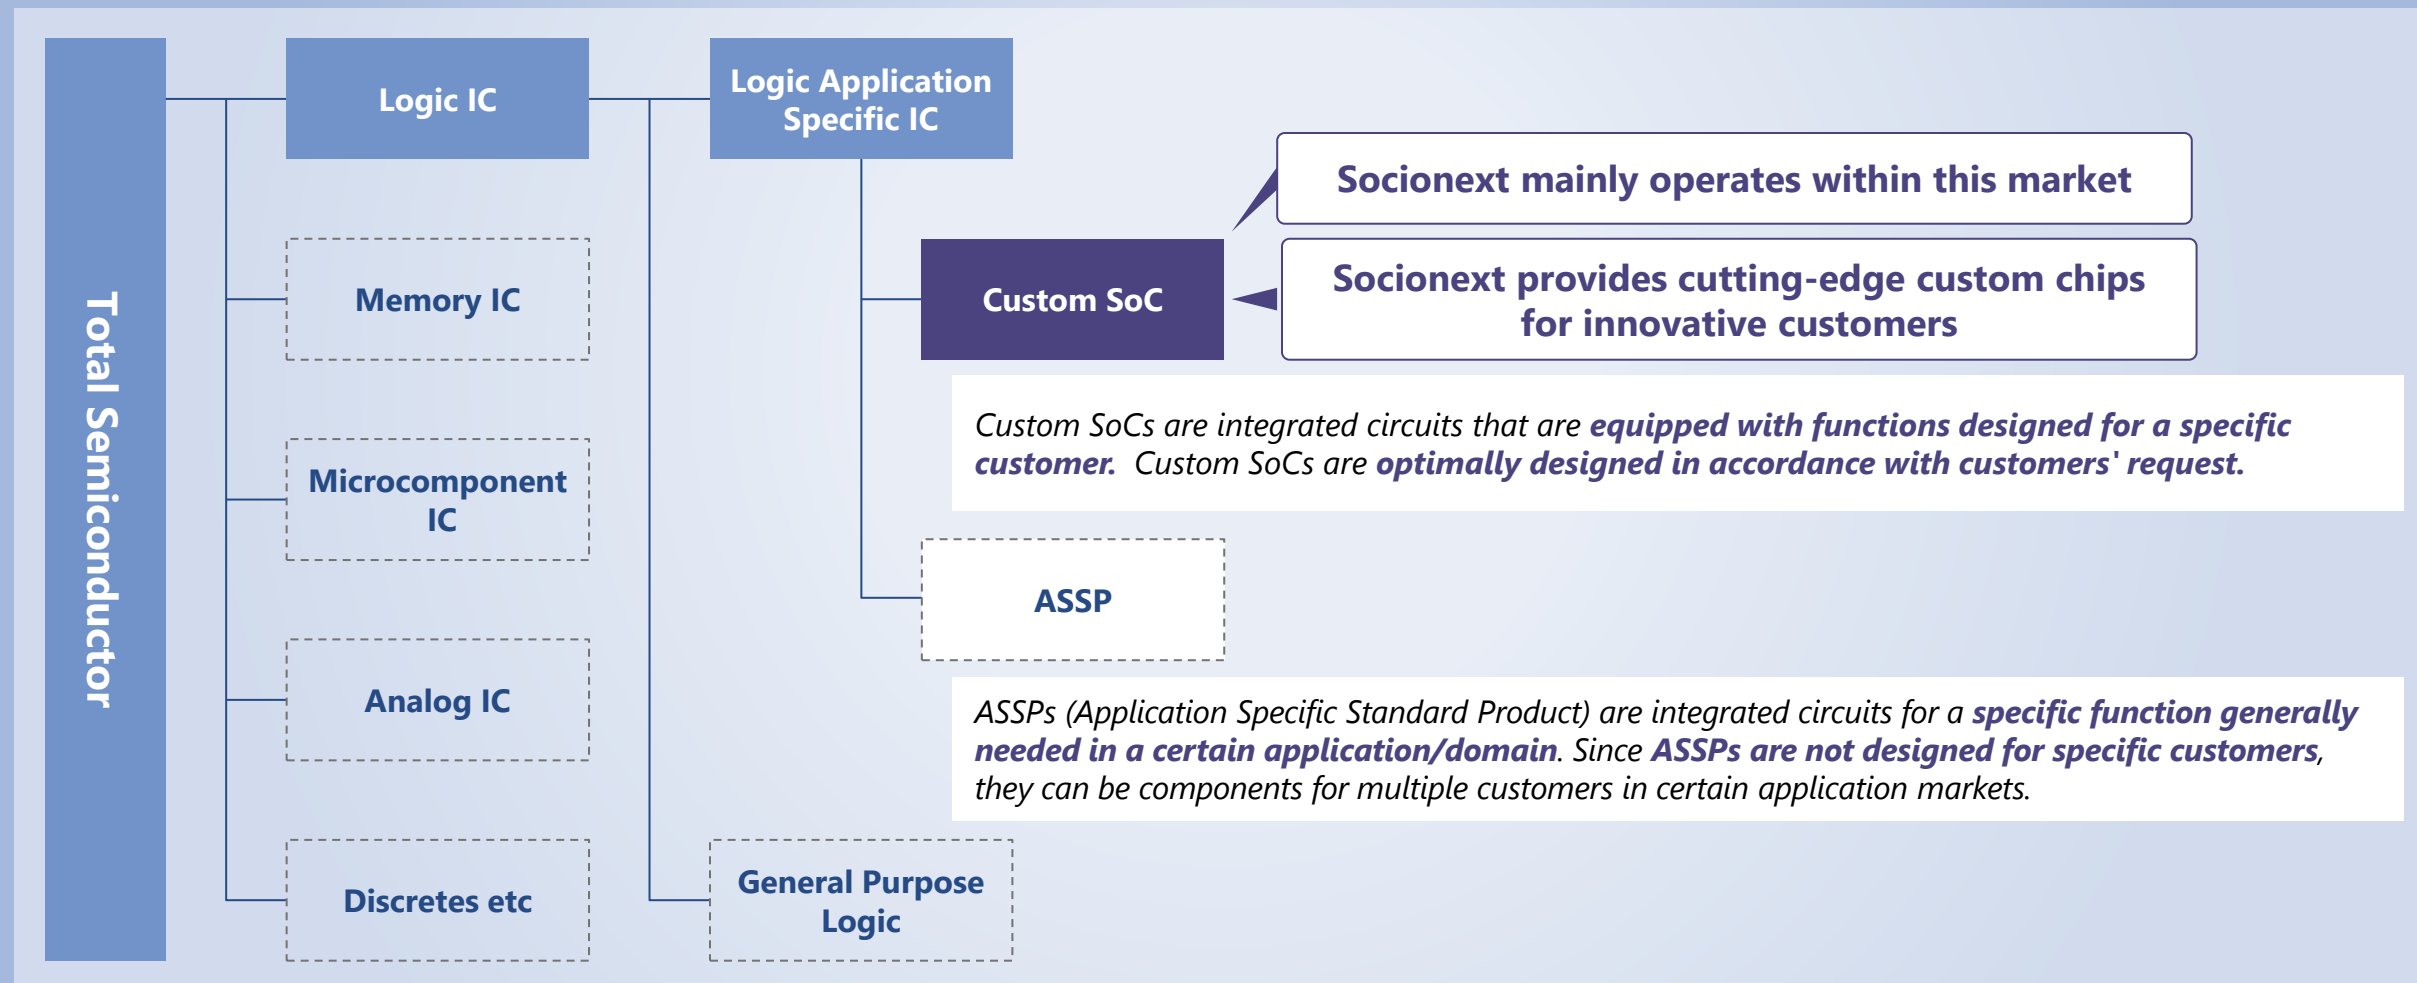 Total Semiconductor
Logic IC
Memory IC
Microcomponent
IC
Analog IC
Discretes etc
Logic Application
Specific IC
General Purpose
Logic
Custom SoC
Socionext mainly operates within this market
Socionext provides cutting-edge custom chips
for innovative customers
Custom SoCs are integrated circuits that are equipped with functions designed for a specific
customer. Custom SoCs are optimally designed in accordance with customers' request.
ASSP
ASSPs (Application Specific Standard Product) are integrated circuits for a specific function generally
needed in a certain application/domain. Since ASSPs are not designed for specific customers,
they can be components for multiple customers in certain application markets.